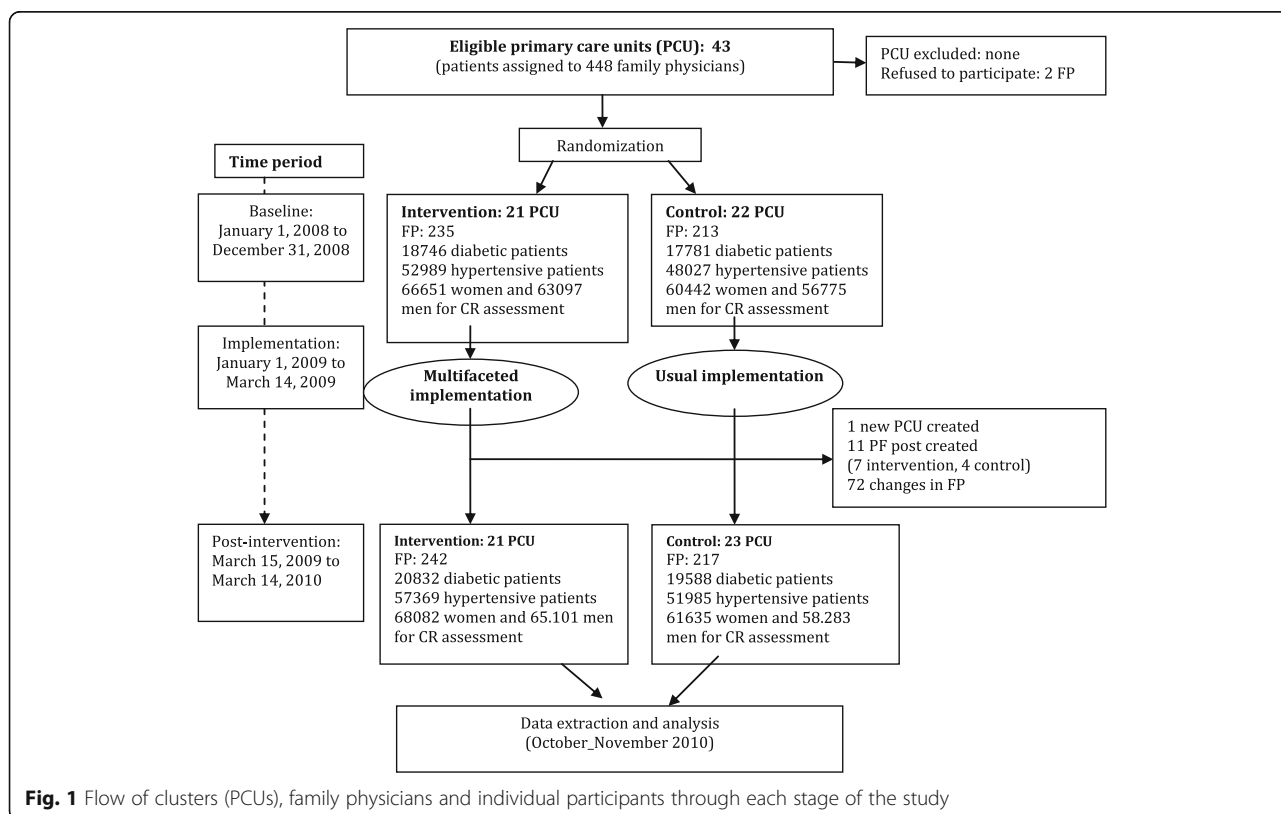 Eligible primary care units (PCU): 43
(patients assigned to 448 family physicians)
PCU excluded: none
Refused to participate: 2 FP
Randomization
Time period
Baseline:
January 1, 2008 to
December 31, 2008
Intervention: 21 PCU
FP: 235
18746 diabetic patients
52989 hypertensive patients
66651 women and 63097
men for CR assessment
Control: 22 PCU
FP: 213
17781 diabetic patients
48027 hypertensive patients
60442 women and 56775
men for CR assessment
Implementation:
January 1, 2009 to
March 14, 2009
Multifaceted
implementation
Usual implementation
1 new PCU created
11 PF post created
(7 intervention, 4 control)
72 changes in FP
Post-intervention:
March 15, 2009 to
March 14, 2010
Intervention: 21 PCU
FP: 242
20832 diabetic patients
57369 hypertensive patients
68082 women and 65.101 men
for CR assessment
Control: 23 PCU
FP: 217
19588 diabetic patients
51985 hypertensive patients
61635 women and 58.283
men for CR assessment
Data extraction and analysis
(October_November 2010)
Fig. 1 Flow of clusters (PCUs), family physicians and individual participants through each stage of the study